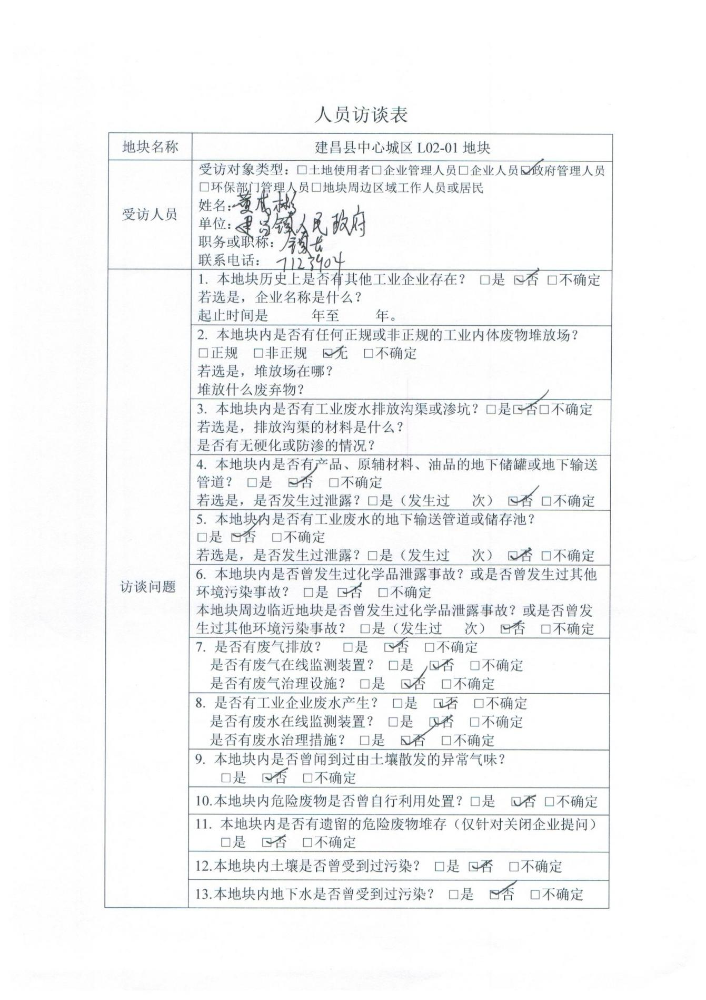 人员访谈表
地块名称
建昌县中心城区 L02-01 地块
受访人员
受访对象类型：□土地使用者□企业管理人员□企业人员☑政府管理人员
□环保部门管理人员□地块周边区域工作人员或居民
姓名：黄 彬
单位：建昌镇人民政府
职务或职称：镇长
联系电话：7123904
访谈问题
1. 本地块历史上是否有其他工业企业存在？ □是 ☑否 □不确定
若选是，企业名称是什么？
起止时间是 年至 年。
2. 本地块内是否有任何正规或非正规的工业内体废物堆放场？
□正规 □非正规 ☑无 □不确定
若选是，堆放场在哪？
堆放什么废弃物？
3. 本地块内是否有工业废水排放沟渠或渗坑？□是☑否□不确定
若选是，排放沟渠的材料是什么？
是否有无硬化或防渗的情况？
4. 本地块内是否有产品、原辅材料、油品的地下储罐或地下输送
管道？ □是 ☑否 □不确定
若选是，是否发生过泄露？□是（发生过 次） ☑否 □不确定
5. 本地块内是否有工业废水的地下输送管道或储存池？
□是 ☑否 □不确定
若选是，是否发生过泄露？□是（发生过 次） ☑否 □不确定
6. 本地块内是否曾发生过化学品泄露事故？或是否曾发生过其他
环境污染事故？ □是 ☑否 □不确定
本地块周边临近地块是否曾发生过化学品泄露事故？或是否曾发
生过其他环境污染事故？ □是（发生过 次） ☑否 □不确定
7. 是否有废气排放？ □是 ☑否 □不确定
是否有废气在线监测装置？ □是 ☑否 □不确定
是否有废气治理设施？ □是 ☑否 □不确定
8. 是否有工业企业废水产生？ □是 ☑否 □不确定
是否有废水在线监测装置？ □是 ☑否 □不确定
是否有废水治理措施？ □是 ☑否 □不确定
9. 本地块内是否曾闻到过由土壤散发的异常气味？
□是 ☑否 □不确定
10.本地块内危险废物是否曾自行利用处置？□是 ☑否 □不确定
11. 本地块内是否有遗留的危险废物堆存（仅针对关闭企业提问）
□是 ☑否 □不确定
12.本地块内土壤是否曾受到过污染？ □是 ☑否 □不确定
13.本地块内地下水是否曾受到过污染？ □是 ☑否 □不确定